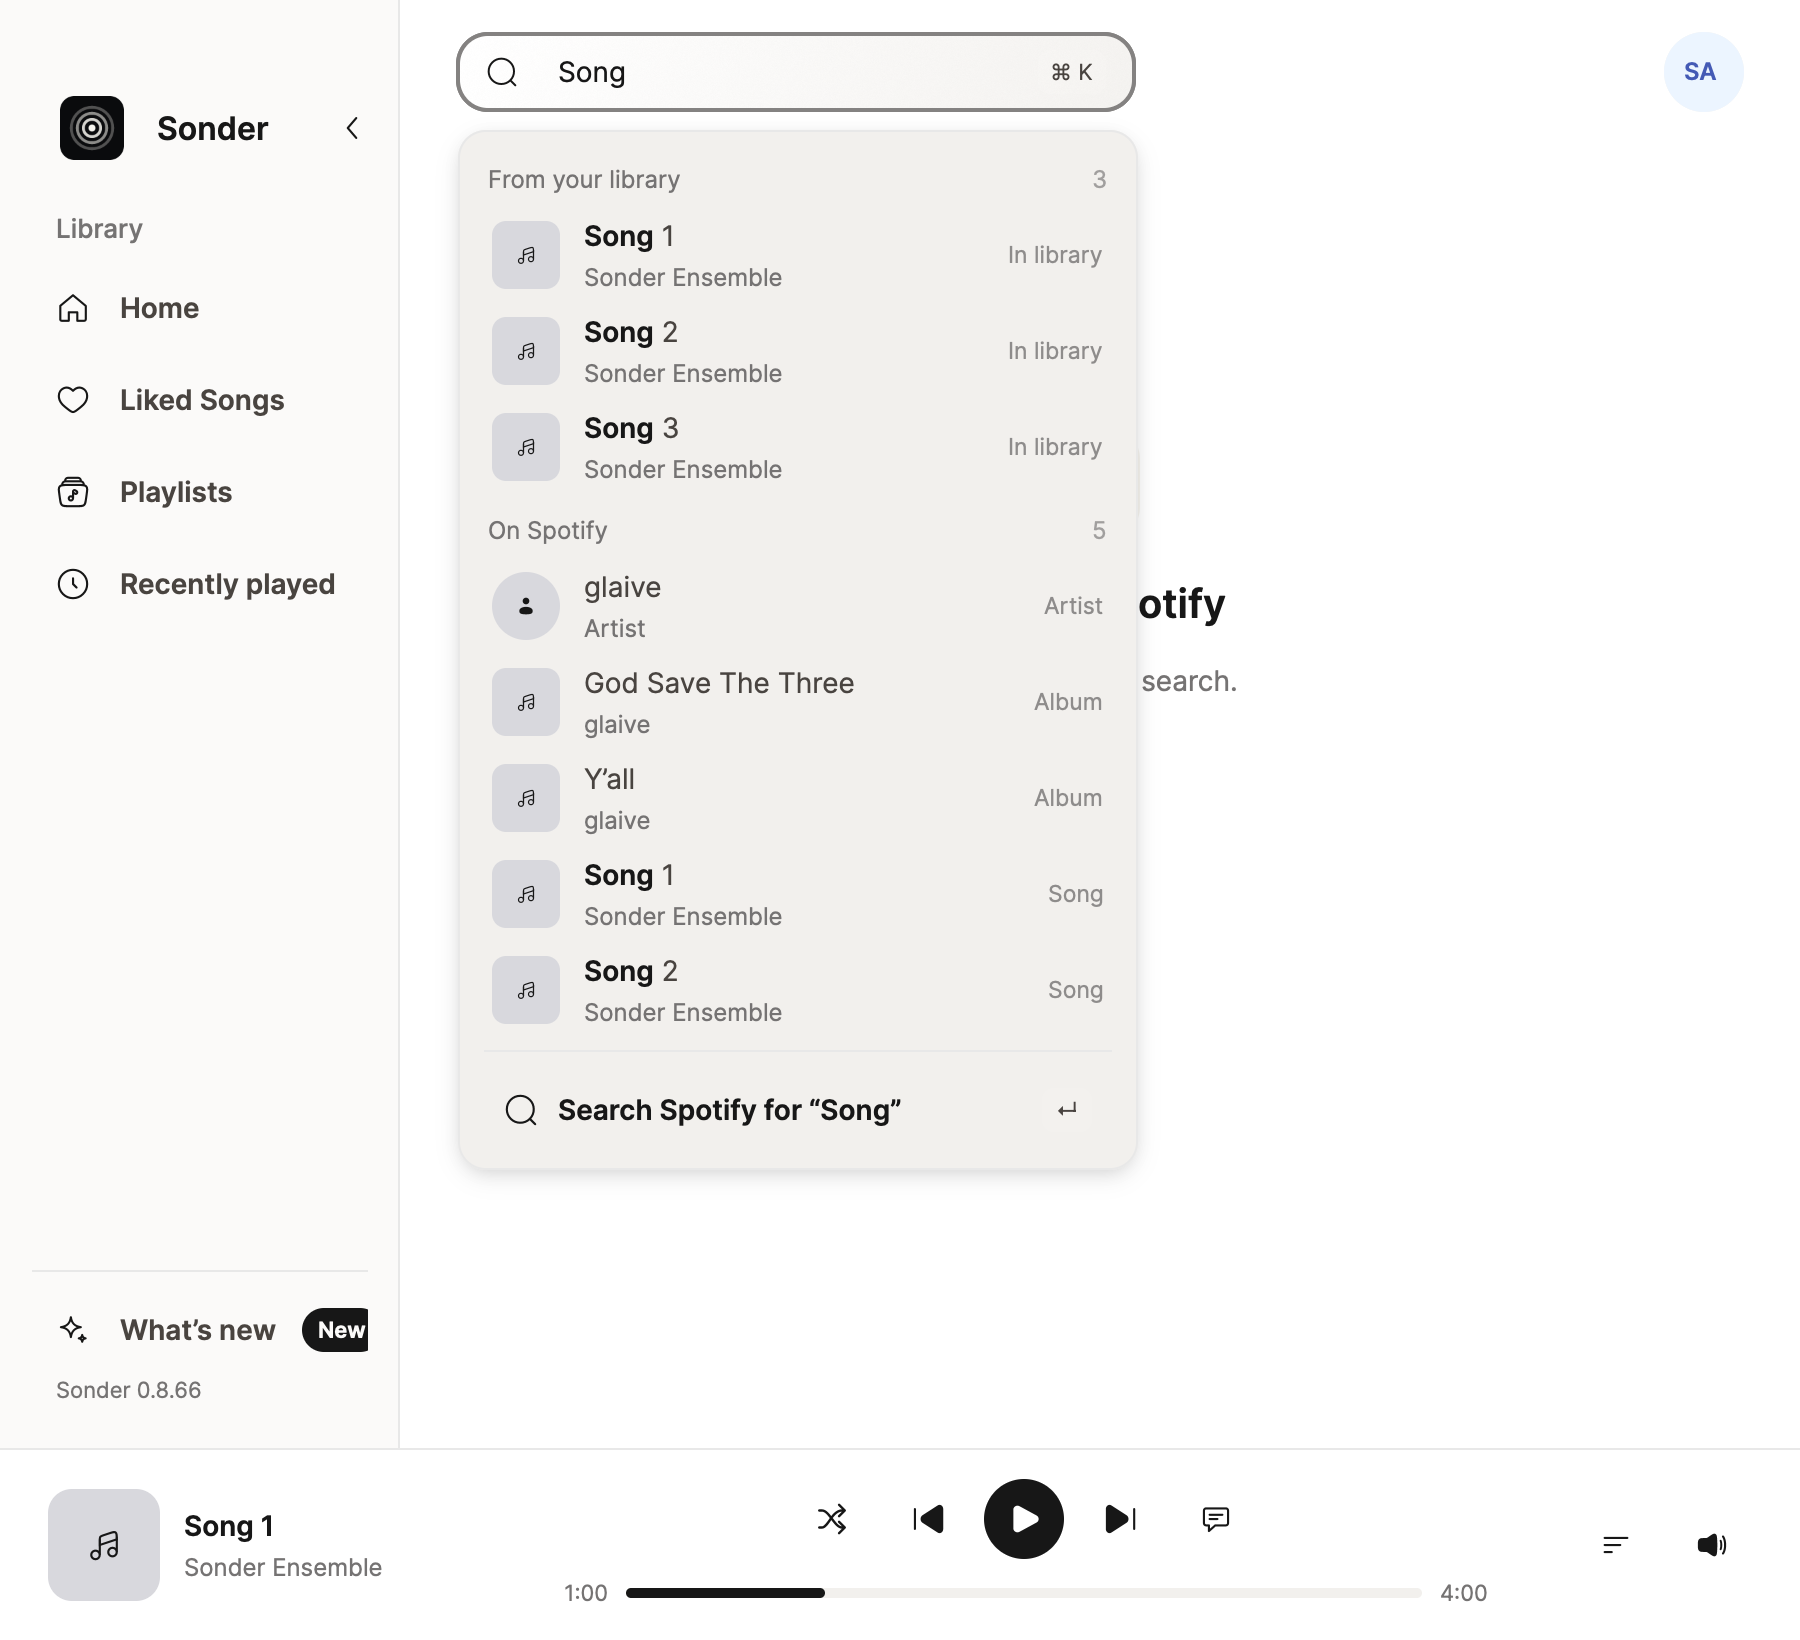 Song
⌘ K
SA
Sonder
Library
Home
Liked Songs
Playlists
Recently played
From your library
3
Song 1
Sonder Ensemble
In library
Song 2
Sonder Ensemble
In library
Song 3
Sonder Ensemble
In library
On Spotify
5
glaive
Artist
Artist
God Save The Three
glaive
Album
Y’all
glaive
Album
Song 1
Sonder Ensemble
Song
Song 2
Sonder Ensemble
Song
Search Spotify for “Song”
otify
search.
What’s new
New
Sonder 0.8.66
Song 1
Sonder Ensemble
1:00
4:00